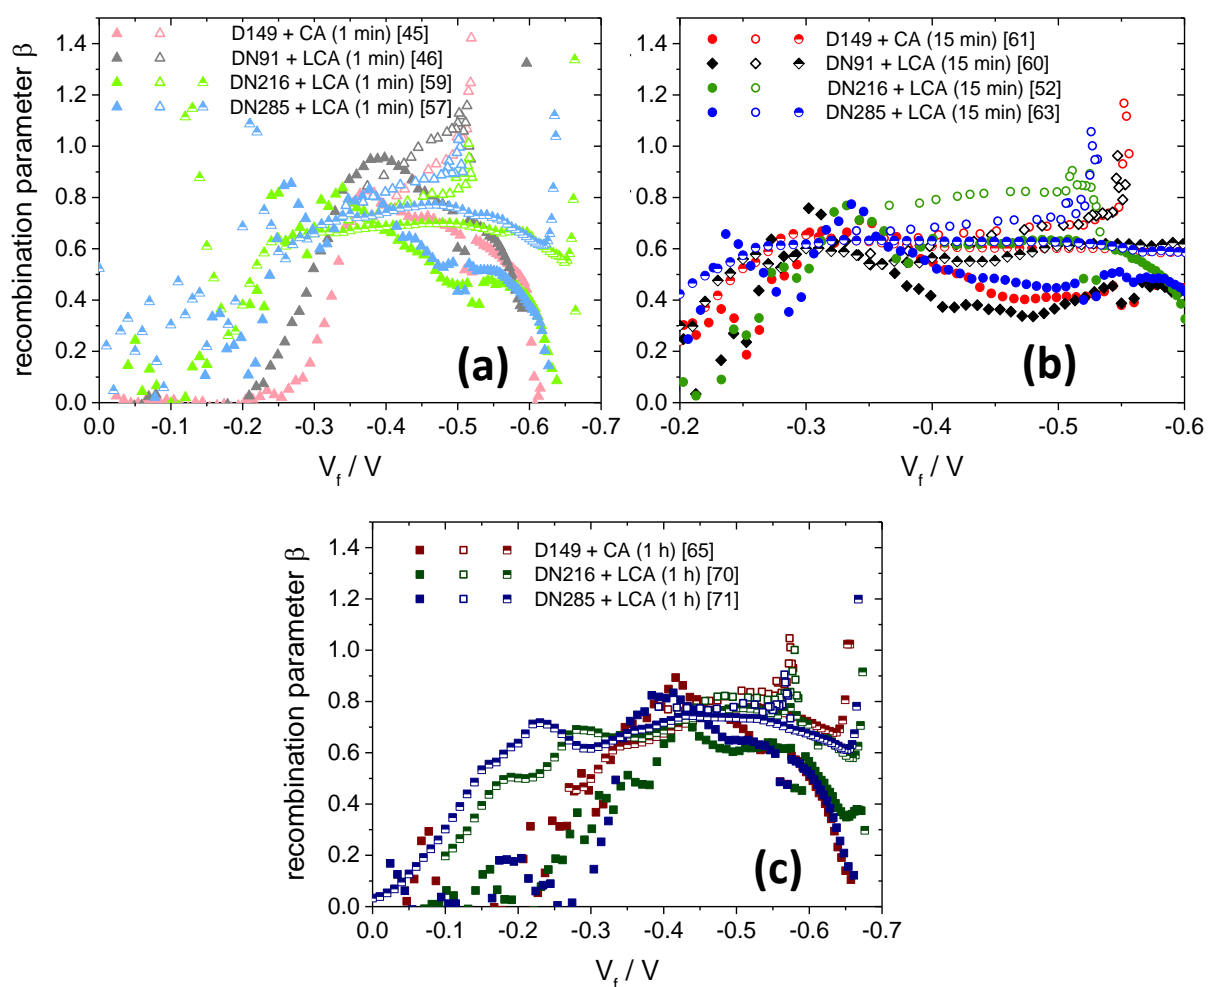 recombination parameter β
1.4
1.2
1.0
0.8
0.6
0.4
0.2
0.0
D149 + CA (1 min) [45]
DN91 + LCA (1 min) [46]
DN216 + LCA (1 min) [59]
DN285 + LCA (1 min) [57]
(a)
0.0 -0.1 -0.2 -0.3 -0.4 -0.5 -0.6 -0.7
Vf / V
1.4
1.2
1.0
0.8
0.6
0.4
0.2
0.0
D149 + CA (15 min) [61]
DN91 + LCA (15 min) [60]
DN216 + LCA (15 min) [52]
DN285 + LCA (15 min) [63]
(b)
-0.2 -0.3 -0.4 -0.5 -0.6
Vf / V
recombination parameter β
1.4
1.2
1.0
0.8
0.6
0.4
0.2
0.0
D149 + CA (1 h) [65]
DN216 + LCA (1 h) [70]
DN285 + LCA (1 h) [71]
(c)
0.0 -0.1 -0.2 -0.3 -0.4 -0.5 -0.6 -0.7
Vf / V